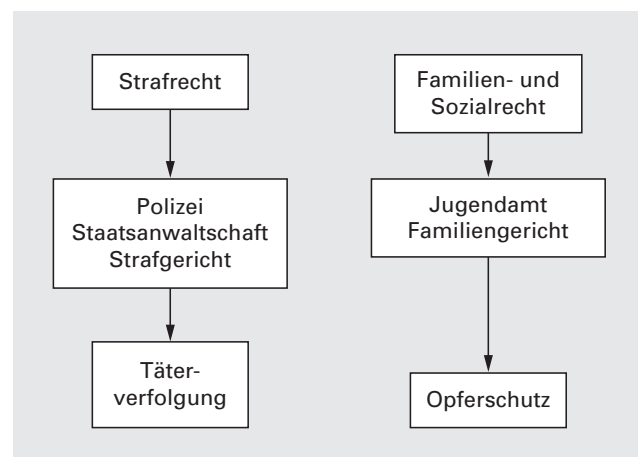 Strafrecht
Polizei
Staatsanwaltschaft
Strafgericht
Täter-
verfolgung
Familien- und
Sozialrecht
Jugendamt
Familiengericht
Opferschutz